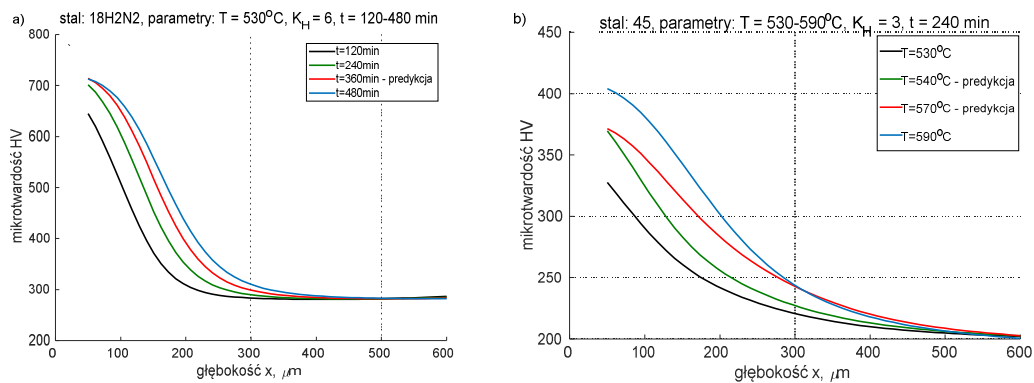 a)
stal: 18H2N2, parametry: T = 530°C, K_H = 6, t = 120-480 min
800
700
600
500
400
300
200
mikrotwardość HV
t=120min
t=240min
t=360min - predykcja
t=480min
0 100 200 300 400 500 600
głębokość x, μm
b)
stal: 45, parametry: T = 530-590°C, K_H = 3, t = 240 min
450
400
350
300
250
200
mikrotwardość HV
T=530°C
T=540°C - predykcja
T=570°C - predykcja
T=590°C
0 100 200 300 400 500 600
głębokość x, μm